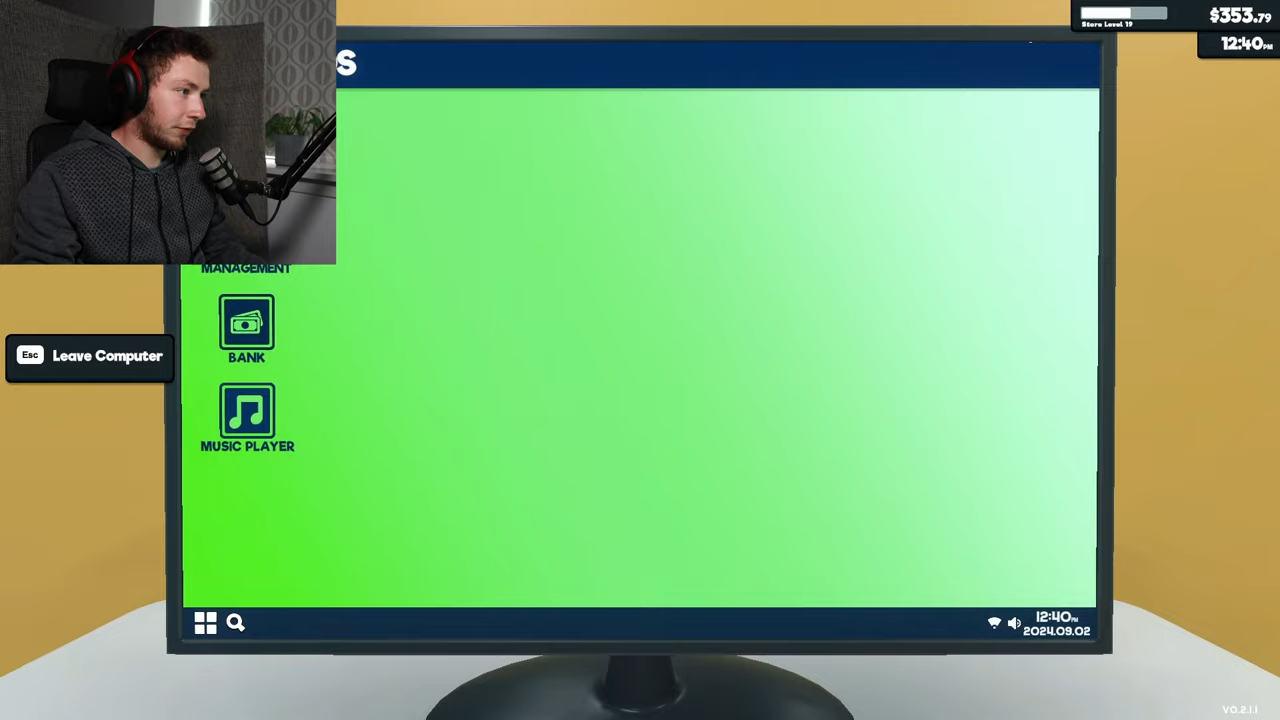 $353.79
Store Level 19
12:40PM
S
MANAGEMENT
BANK
Esc Leave Computer
MUSIC PLAYER
12:40PM
2024.09.02
V0.2.1.1